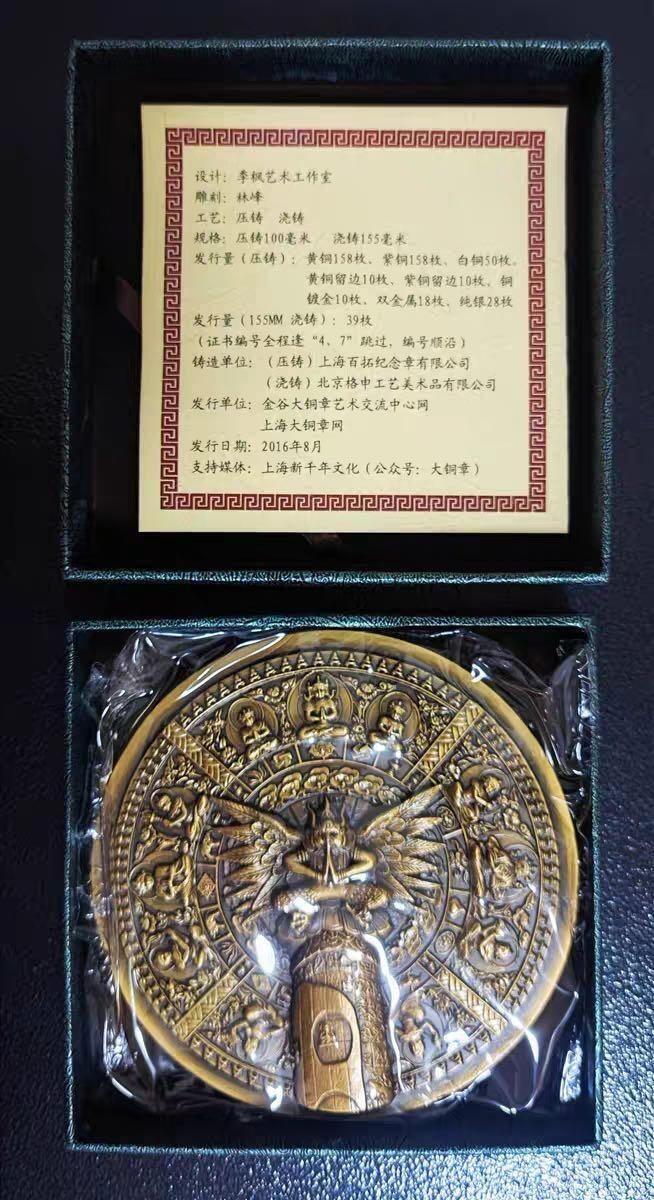 设计：季枫艺术工作室
雕刻：林峰
工艺：压铸 浇铸
规格：压铸100毫米 / 浇铸155毫米
发行量（压铸）：黄铜158枚、紫铜158枚、白铜50枚、
黄铜留边10枚、紫铜留边10枚、铜
镀金10枚、双金属18枚、纯银28枚
发行量（155MM 浇铸）：39枚
（证书编号全程逢“4、7”跳过，编号顺沿）
铸造单位：（压铸）上海百拓纪念章有限公司
（浇铸）北京格申工艺美术品有限公司
发行单位：金谷大铜章艺术交流中心网
上海大铜章网
发行日期：2016年8月
支持媒体：上海新千年文化（公众号：大铜章）